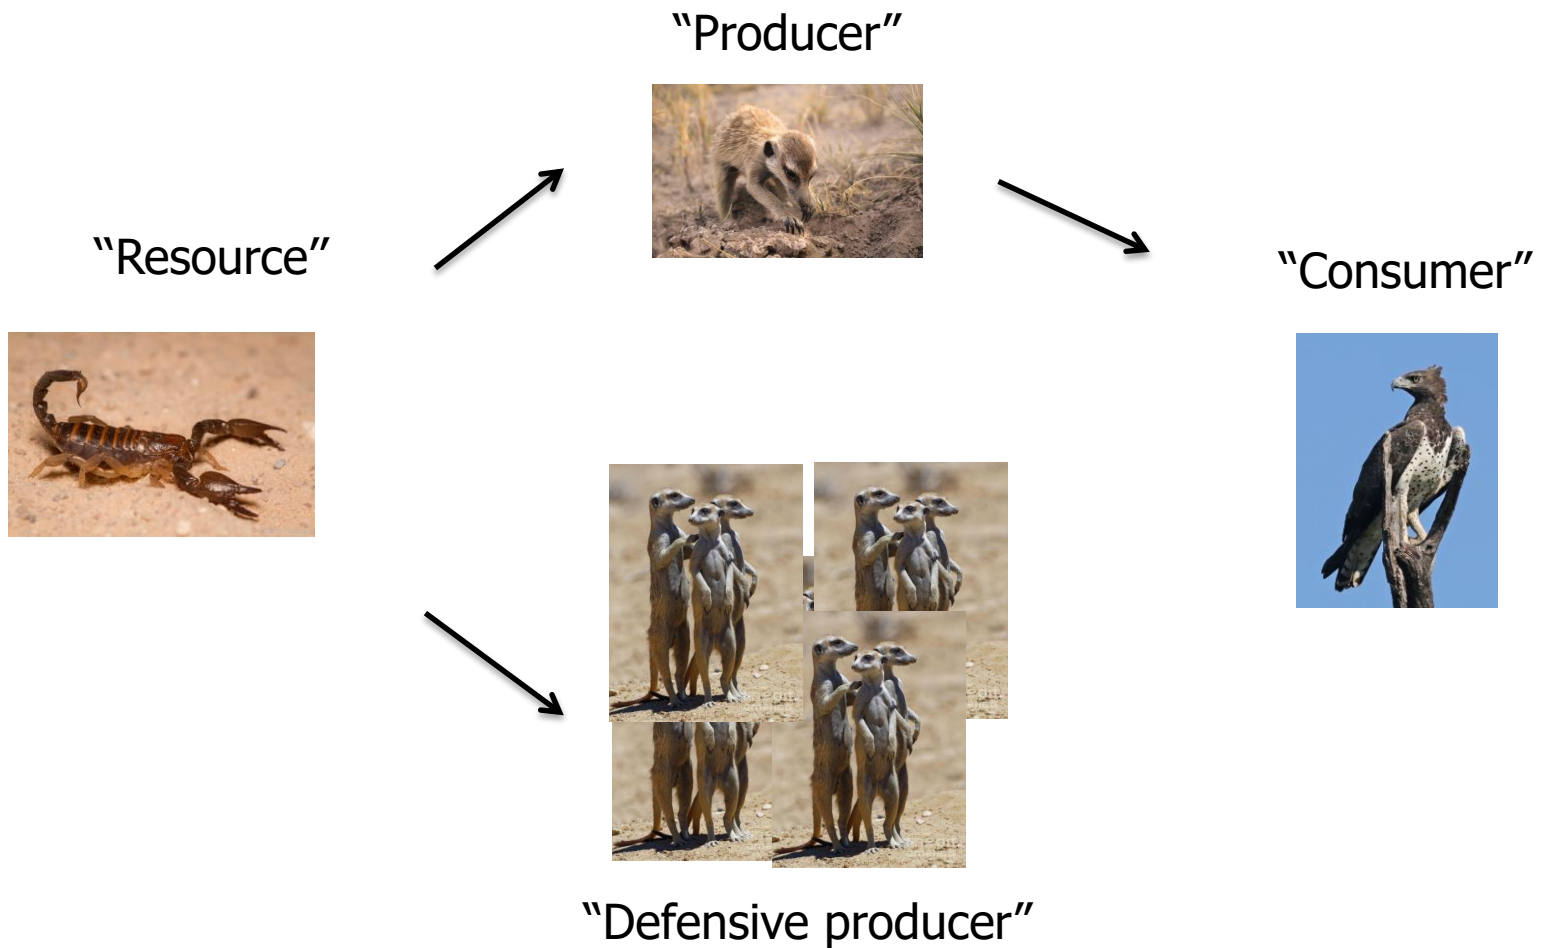 “Producer”
“Resource”
“Consumer”
“Defensive producer”